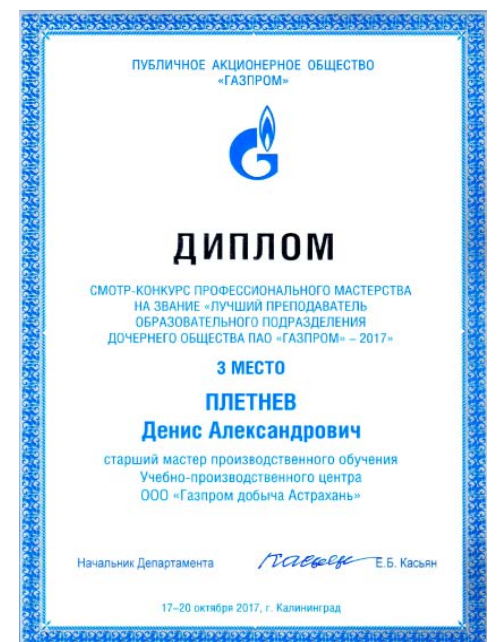 ПУБЛИЧНОЕ АКЦИОНЕРНОЕ ОБЩЕСТВО
«ГАЗПРОМ»
ДИПЛОМ
СМОТР-КОНКУРС ПРОФЕССИОНАЛЬНОГО МАСТЕРСТВА
НА ЗВАНИЕ «ЛУЧШИЙ ПРЕПОДАВАТЕЛЬ
ОБРАЗОВАТЕЛЬНОГО ПОДРАЗДЕЛЕНИЯ
ДОЧЕРНЕГО ОБЩЕСТВА ПАО «ГАЗПРОМ» – 2017»
3 МЕСТО
ПЛЕТНЕВ
Денис Александрович
старший мастер производственного обучения
Учебно-производственного центра
ООО «Газпром добыча Астрахань»
Начальник Департамента Е.Б. Касьян
17–20 октября 2017, г. Калининград